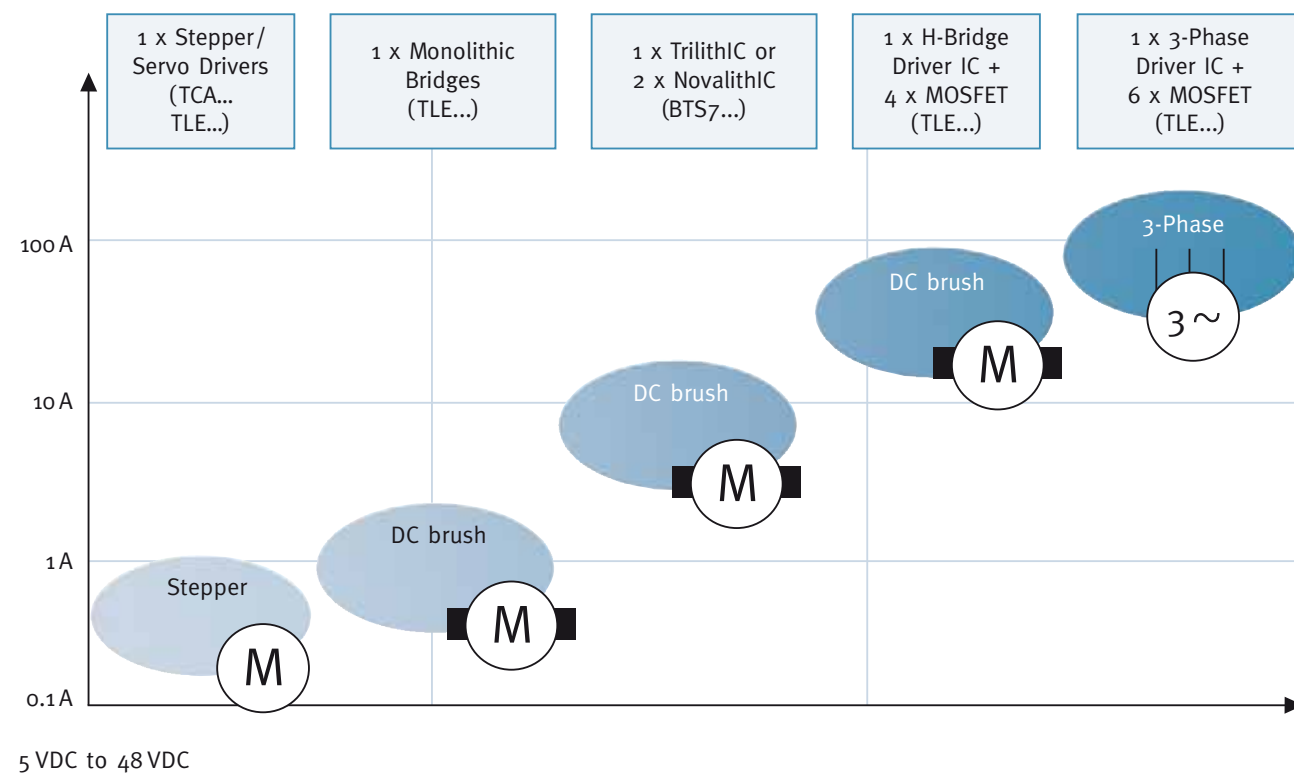 1 x Stepper/
Servo Drivers
(TCA...
TLE...)
1 x Monolithic
Bridges
(TLE...)
1 x TrilithIC or
2 x NovalithIC
(BTS7...)
1 x H-Bridge
Driver IC +
4 x MOSFET
(TLE...)
1 x 3-Phase
Driver IC +
6 x MOSFET
(TLE...)
100 A
10 A
1 A
0.1 A
Stepper
M
DC brush
M
DC brush
M
DC brush
M
3-Phase
3~
5 VDC to 48 VDC